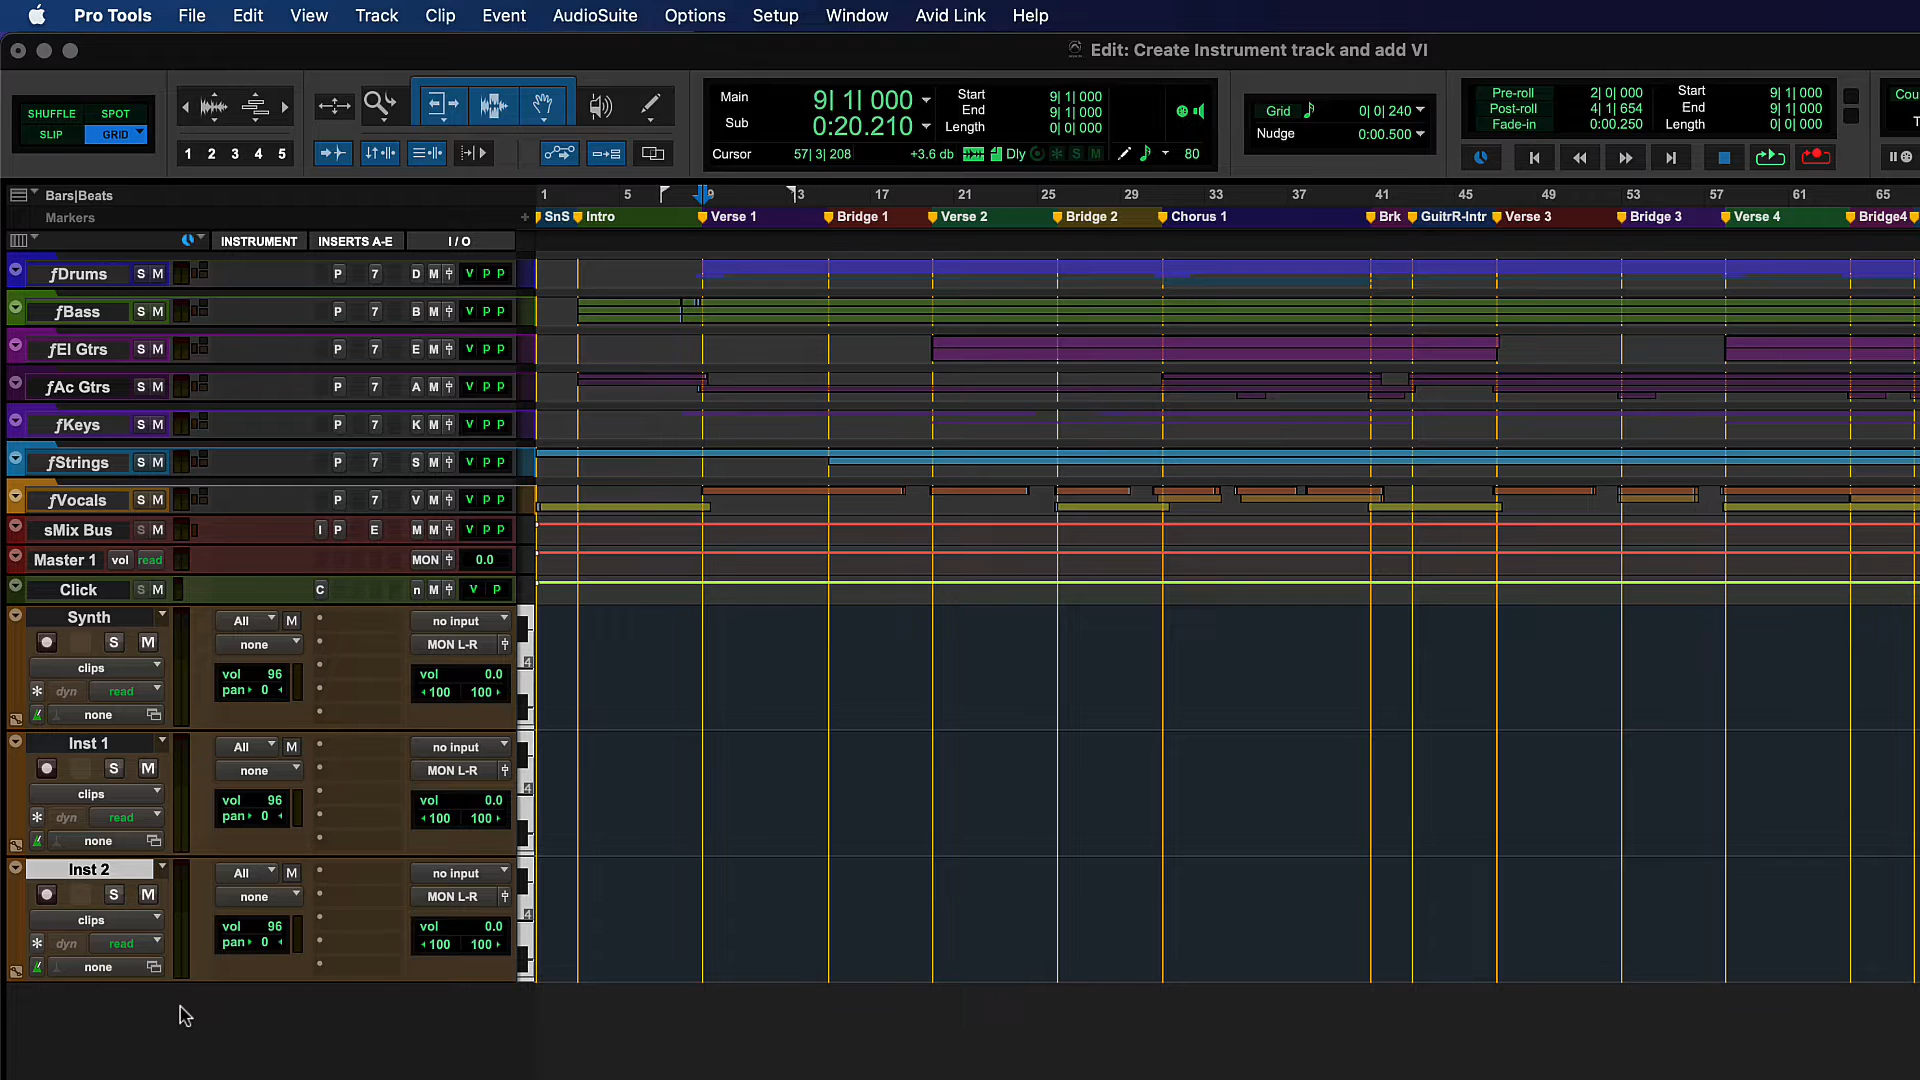 Pro Tools File Edit View Track Clip Event AudioSuite Options Setup Window Avid Link Help
Edit: Create Instrument track and add VI
SHUFFLE SPOT
SLIP GRID
1 2 3 4 5
Main 9| 1| 000
Sub 0:20.210
Start 9| 1| 000
End 9| 1| 000
Length 0| 0| 000
Cursor 57| 3| 208 +3.6 db Dly S M 80
Grid 0| 0| 240
Nudge 0:00.500
Pre-roll 2| 0| 000
Post-roll 4| 1| 654
Fade-in 0:00.250
Start 9| 1| 000
End 9| 1| 000
Length 0| 0| 000
Cou
Bars|Beats 1 5 9 13 17 21 25 29 33 37 41 45 49 53 57 61 65
Markers SnS Intro Verse 1 Bridge 1 Verse 2 Bridge 2 Chorus 1 Brk GuitrR-Intr Verse 3 Bridge 3 Verse 4 Bridge4
INSTRUMENT INSERTS A-E I / O
ƒDrums S M P 7 D M V p p
ƒBass S M P 7 B M V p p
ƒEl Gtrs S M P 7 E M V p p
ƒAc Gtrs S M P 7 A M V p p
ƒKeys S M P 7 K M V p p
ƒStrings S M P 7 S M V p p
ƒVocals S M P 7 V M V p p
sMix Bus S M I P E M M V p p
Master 1 vol read MON 0.0
Click S M C n M V p
Synth All M no input
S M none MON L-R
clips vol 96 vol 0.0
dyn read pan 0 100 100
none 4
Inst 1 All M no input
S M none MON L-R
clips vol 96 vol 0.0
dyn read pan 0 100 100
none 4
Inst 2 All M no input
S M none MON L-R
clips vol 96 vol 0.0
dyn read pan 0 100 100
none 4